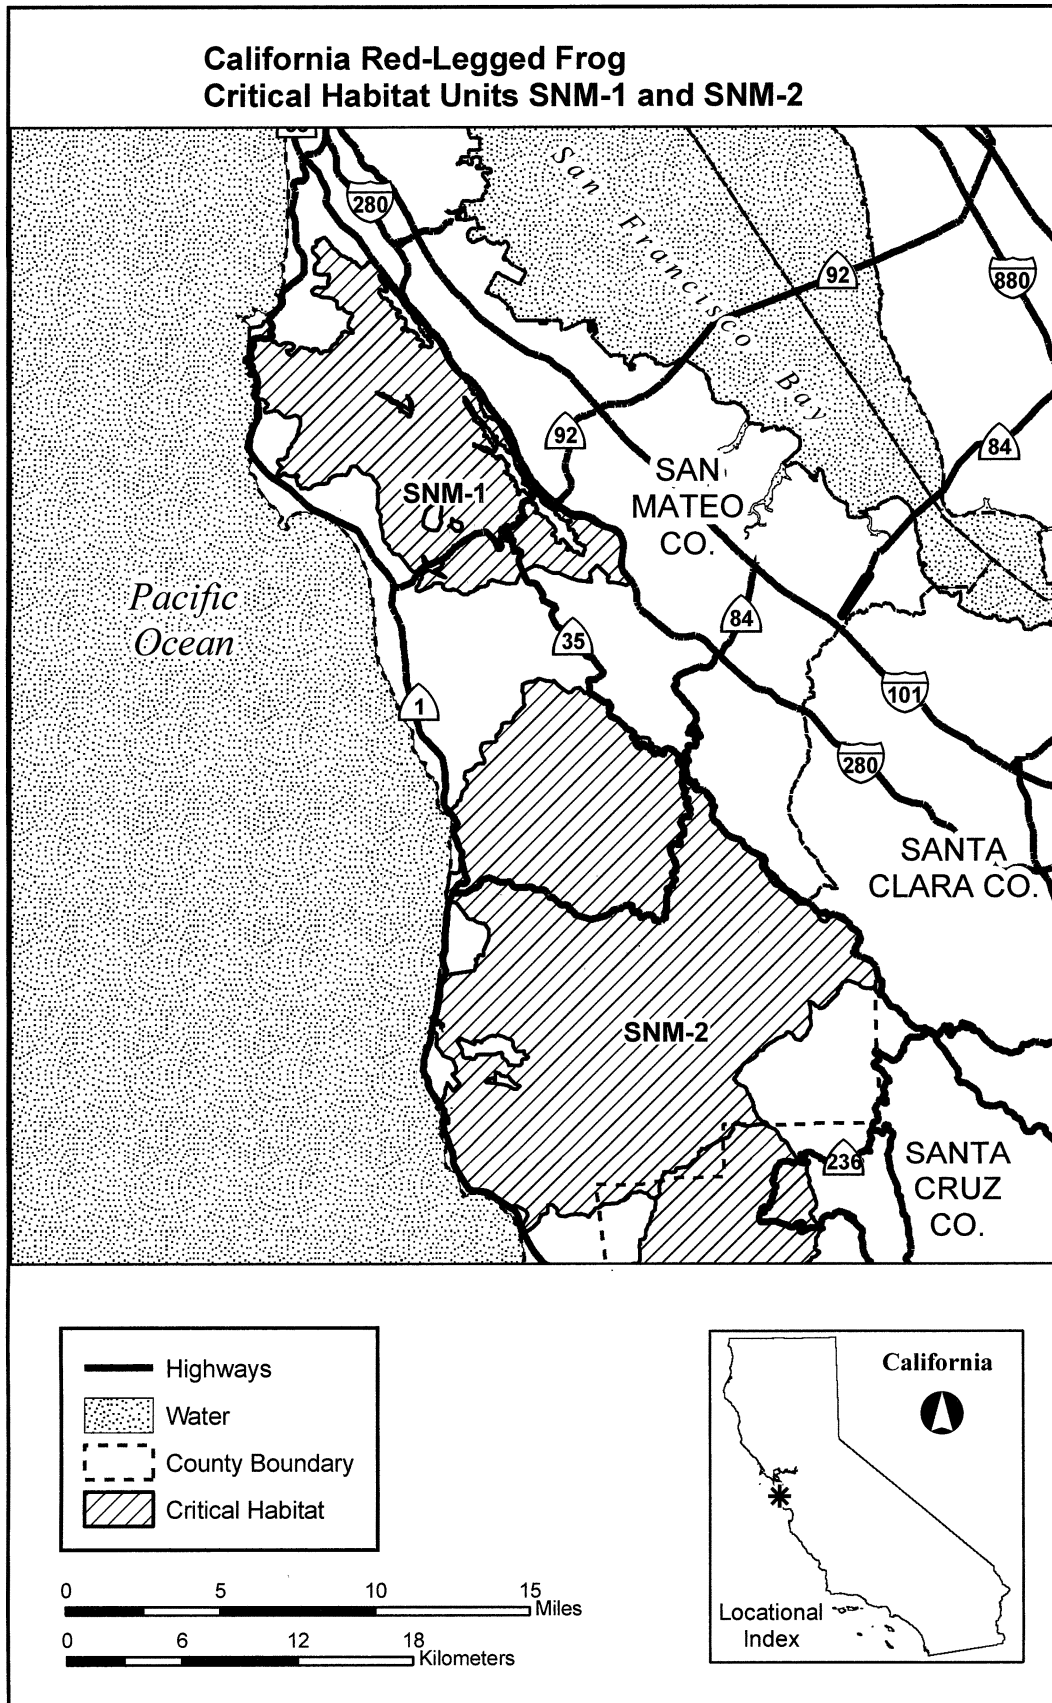 California Red-Legged Frog
Critical Habitat Units SNM-1 and SNM-2
280
San Francisco Bay
92
880
84
92
SAN
MATEO
CO.
SNM-1
Pacific
Ocean
84
35
101
1
280
SANTA
CLARA CO.
SNM-2
236
SANTA
CRUZ
CO.
Highways
Water
County Boundary
Critical Habitat
California
Locational
Index
0 5 10 15
Miles
0 6 12 18
Kilometers